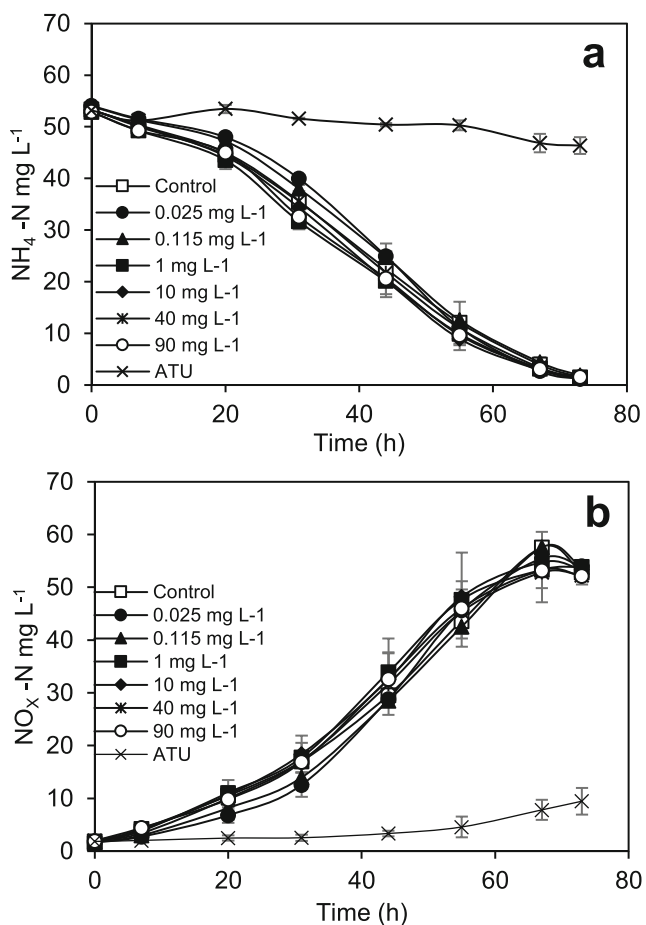 a
70
60
50
40
30
20
10
0
NH₄ -N mg L-1
Control
0.025 mg L-1
0.115 mg L-1
1 mg L-1
10 mg L-1
40 mg L-1
90 mg L-1
ATU
0 20 40 60 80
Time (h)
b
70
60
50
40
30
20
10
0
NOₓ -N mg L-1
Control
0.025 mg L-1
0.115 mg L-1
1 mg L-1
10 mg L-1
40 mg L-1
90 mg L-1
ATU
0 20 40 60 80
Time (h)